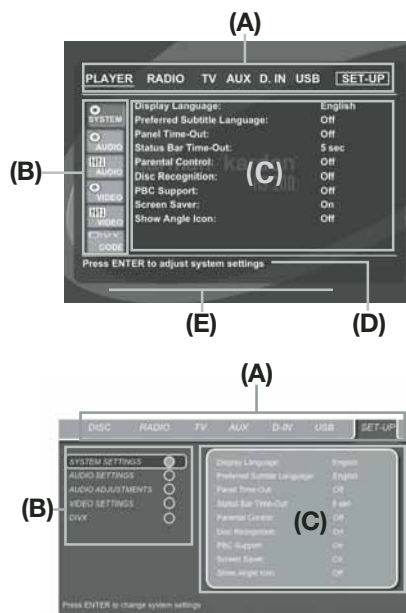 (A)
PLAYER RADIO TV AUX D. IN USB SET-UP
SYSTEM
AUDIO
AUDIO
VIDEO
VIDEO
CODE
Display Language: English
Preferred Subtitle Language: Off
Panel Time-Out: Off
Status Bar Time-Out: 5 sec
Parental Control: Off
Disc Recognition: Off
PBC Support: Off
Screen Saver: On
Show Angle Icon: Off
(B)
(C)
Press ENTER to adjust system settings
(E)
(D)
(A)
DISC RADIO TV AUX D-IN USB SET-UP
SYSTEM SETTINGS
AUDIO SETTINGS
AUDIO ADJUSTMENTS
VIDEO SETTINGS
DIVX
Display Language: English
Preferred Subtitle Language: English
Panel Time-Out: Off
Status Bar Time-Out: 5 sec
Parental Control: Off
Disc Recognition: On
PBC Support: On
Screen Saver: On
Show Angle Icon: Off
(B)
(C)
Press ENTER to change system settings